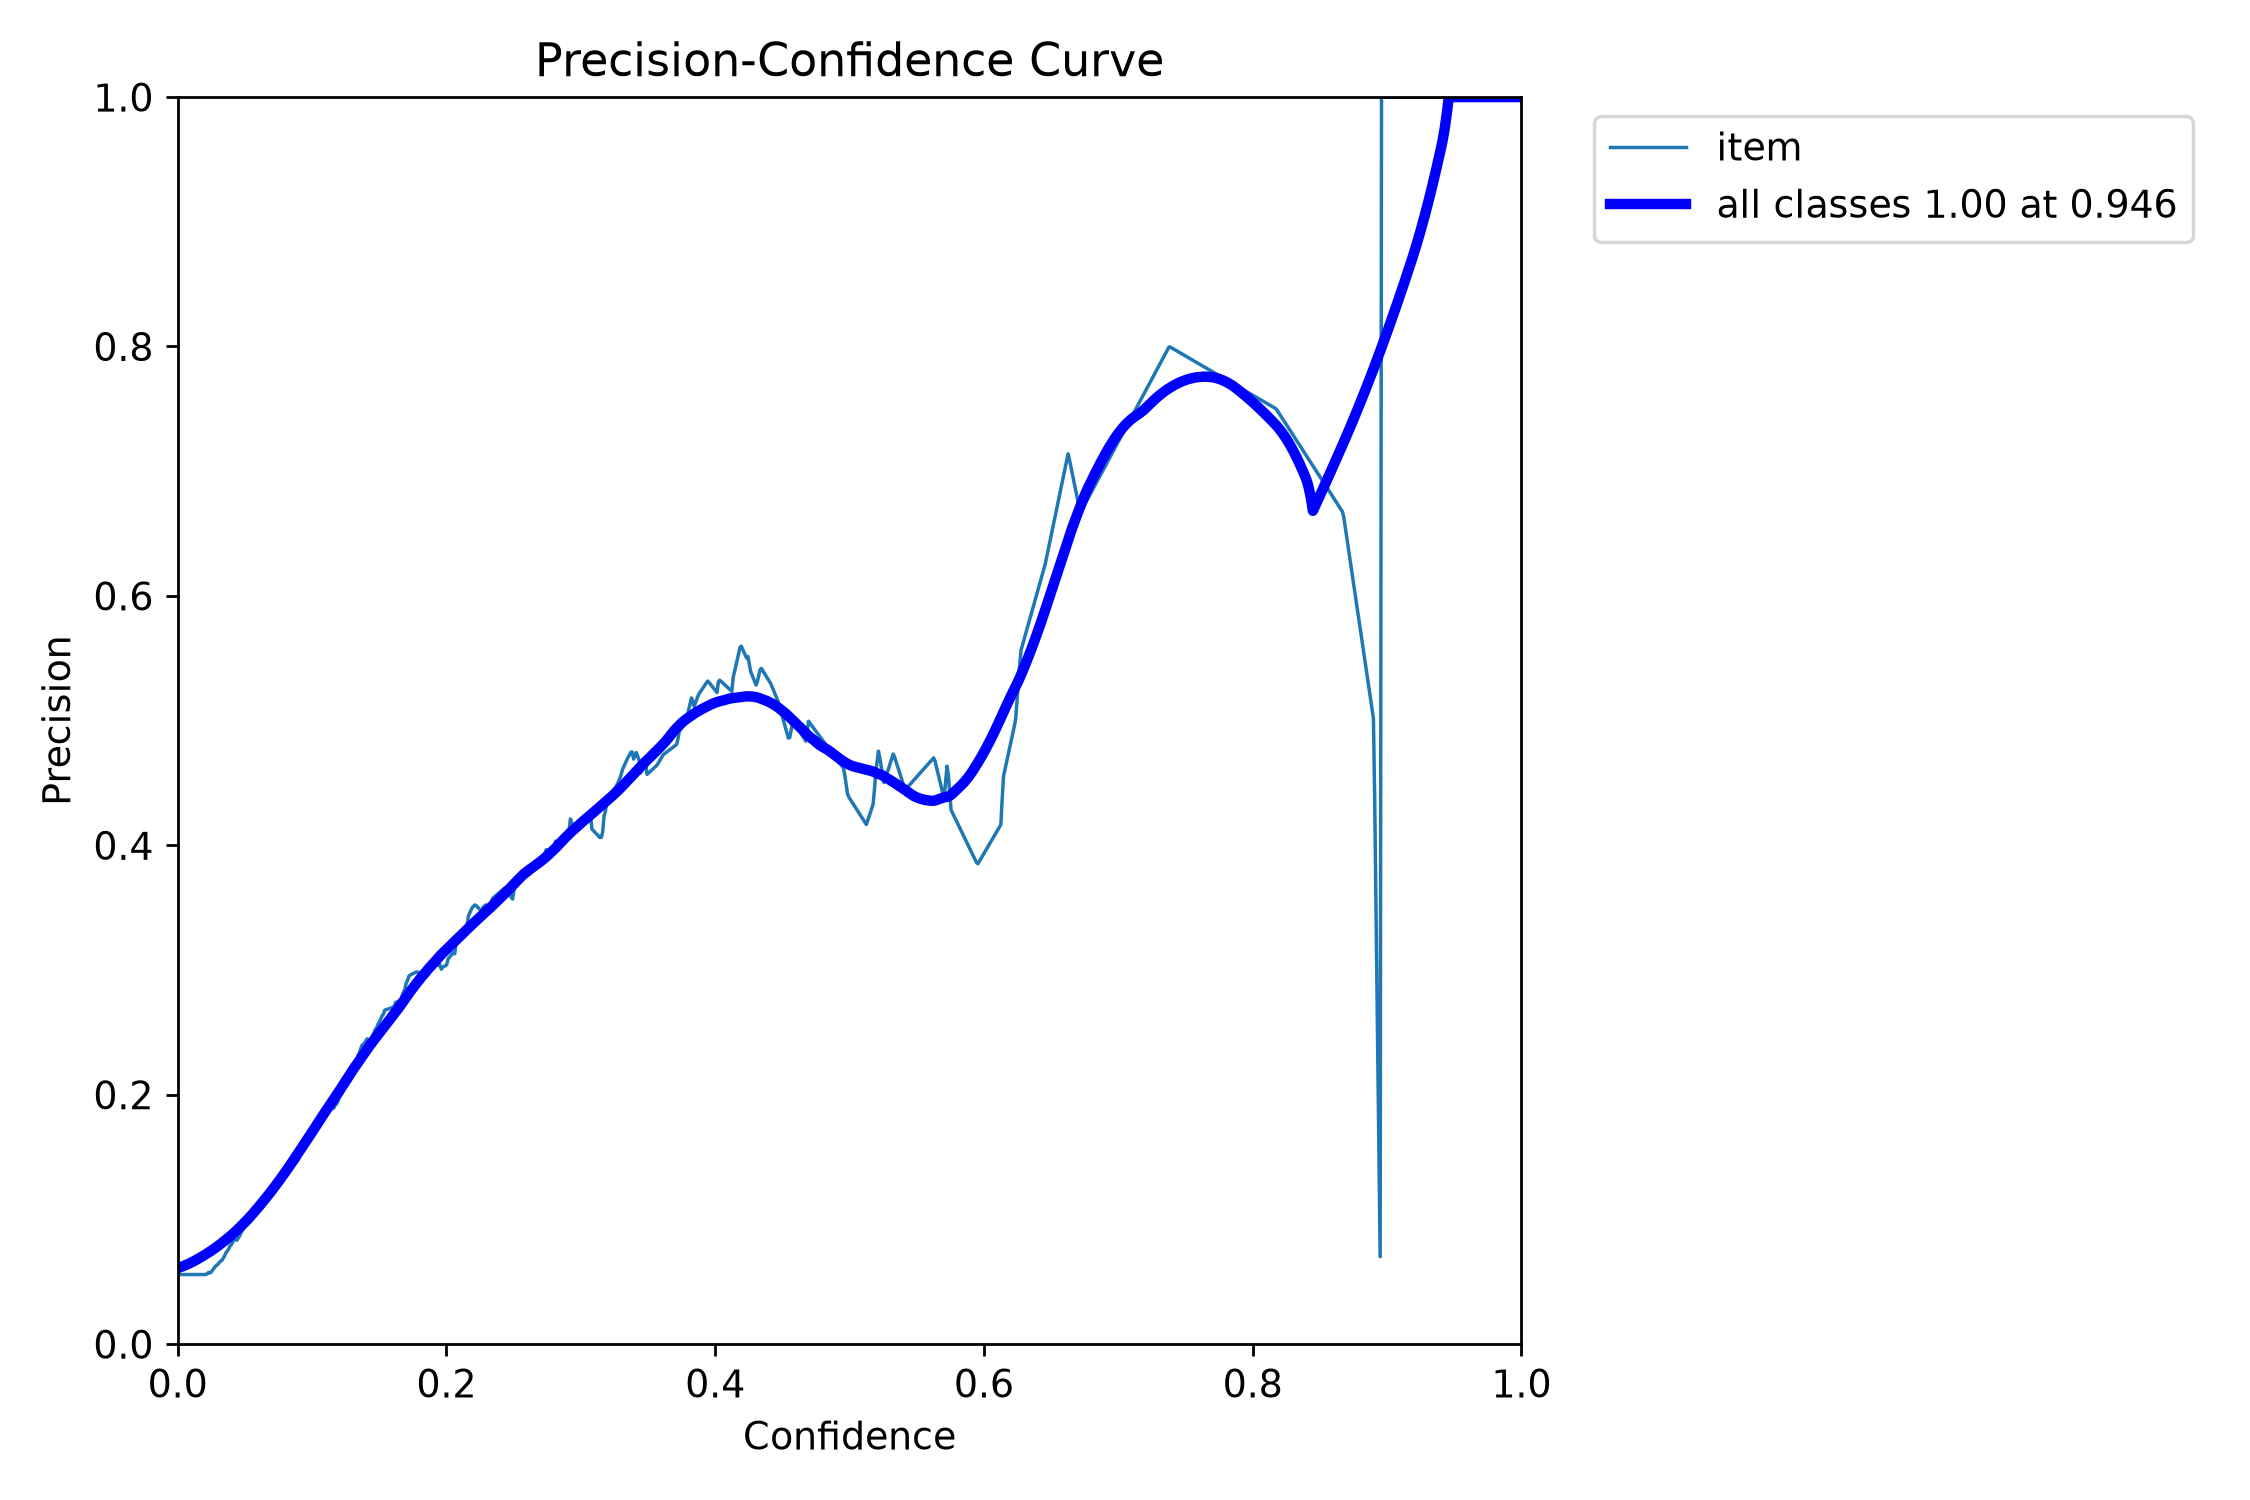 Precision-Confidence Curve
1.0
0.8
0.6
0.4
0.2
0.0
Precision
0.0 0.2 0.4 0.6 0.8 1.0
Confidence
item
all classes 1.00 at 0.946